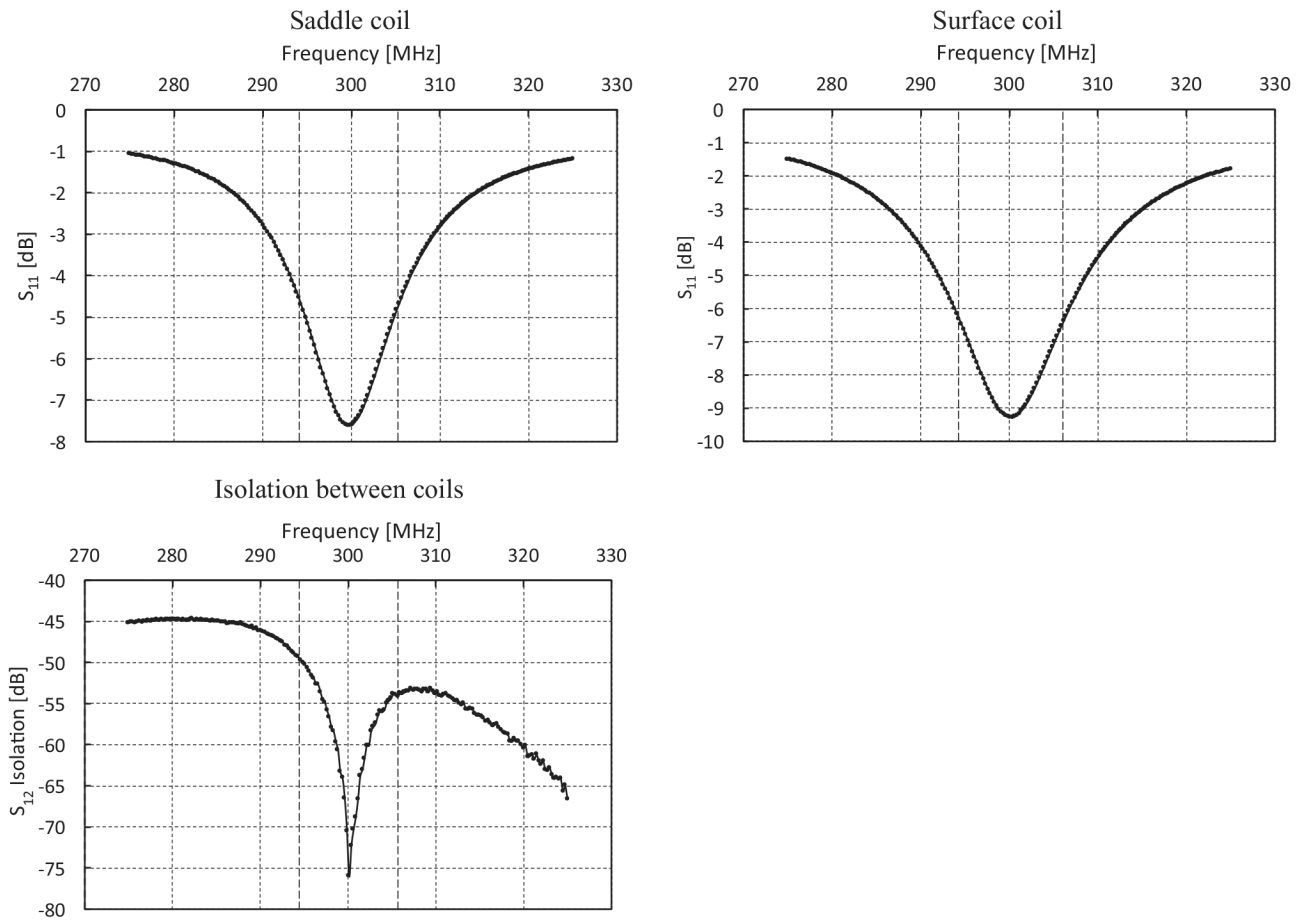 Saddle coil
Frequency [MHz]
270 280 290 300 310 320 330
0
-1
-2
-3
-4
-5
-6
-7
-8
S11 [dB]
Surface coil
Frequency [MHz]
270 280 290 300 310 320 330
0
-1
-2
-3
-4
-5
-6
-7
-8
-9
-10
S11 [dB]
Isolation between coils
Frequency [MHz]
270 280 290 300 310 320 330
-40
-45
-50
-55
-60
-65
-70
-75
-80
S12 Isolation [dB]